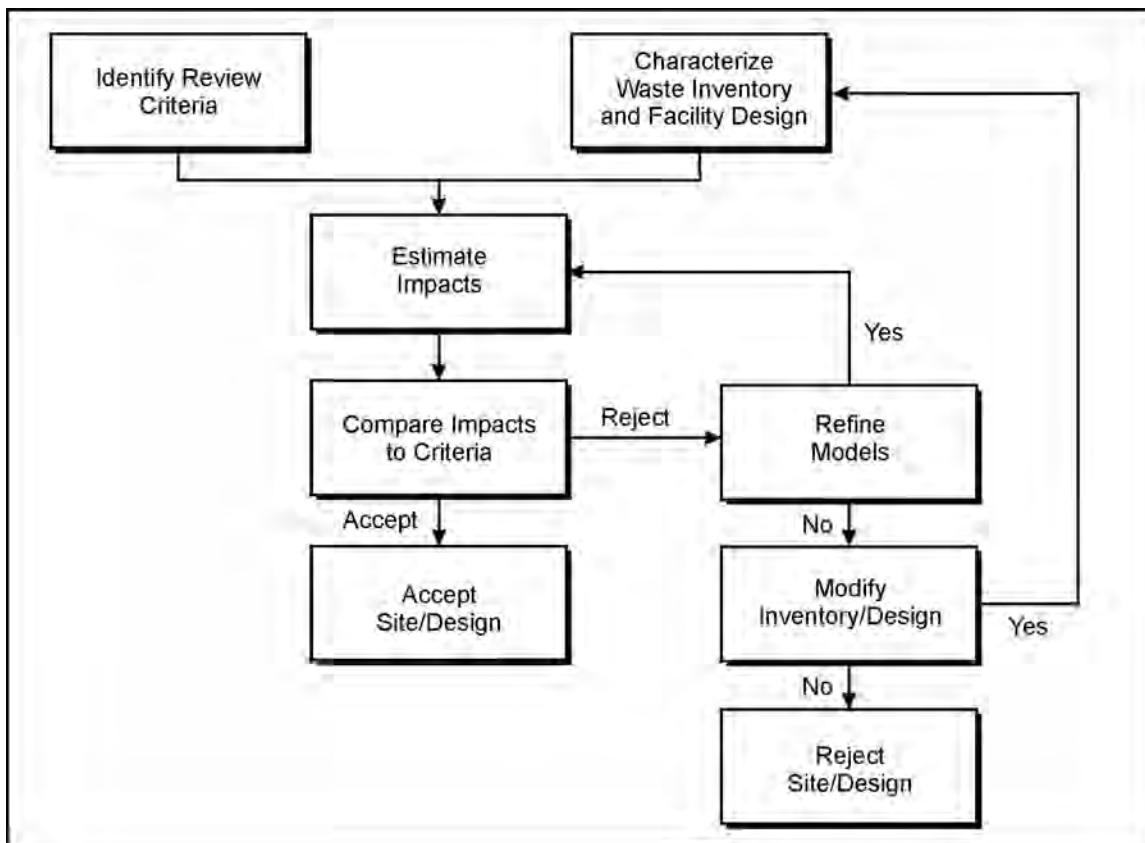 Identify Review
Criteria
Characterize
Waste Inventory
and Facility Design
Estimate
Impacts
Yes
Compare Impacts
to Criteria
Reject
Refine
Models
Accept
No
Accept
Site/Design
Modify
Inventory/Design
Yes
No
Reject
Site/Design